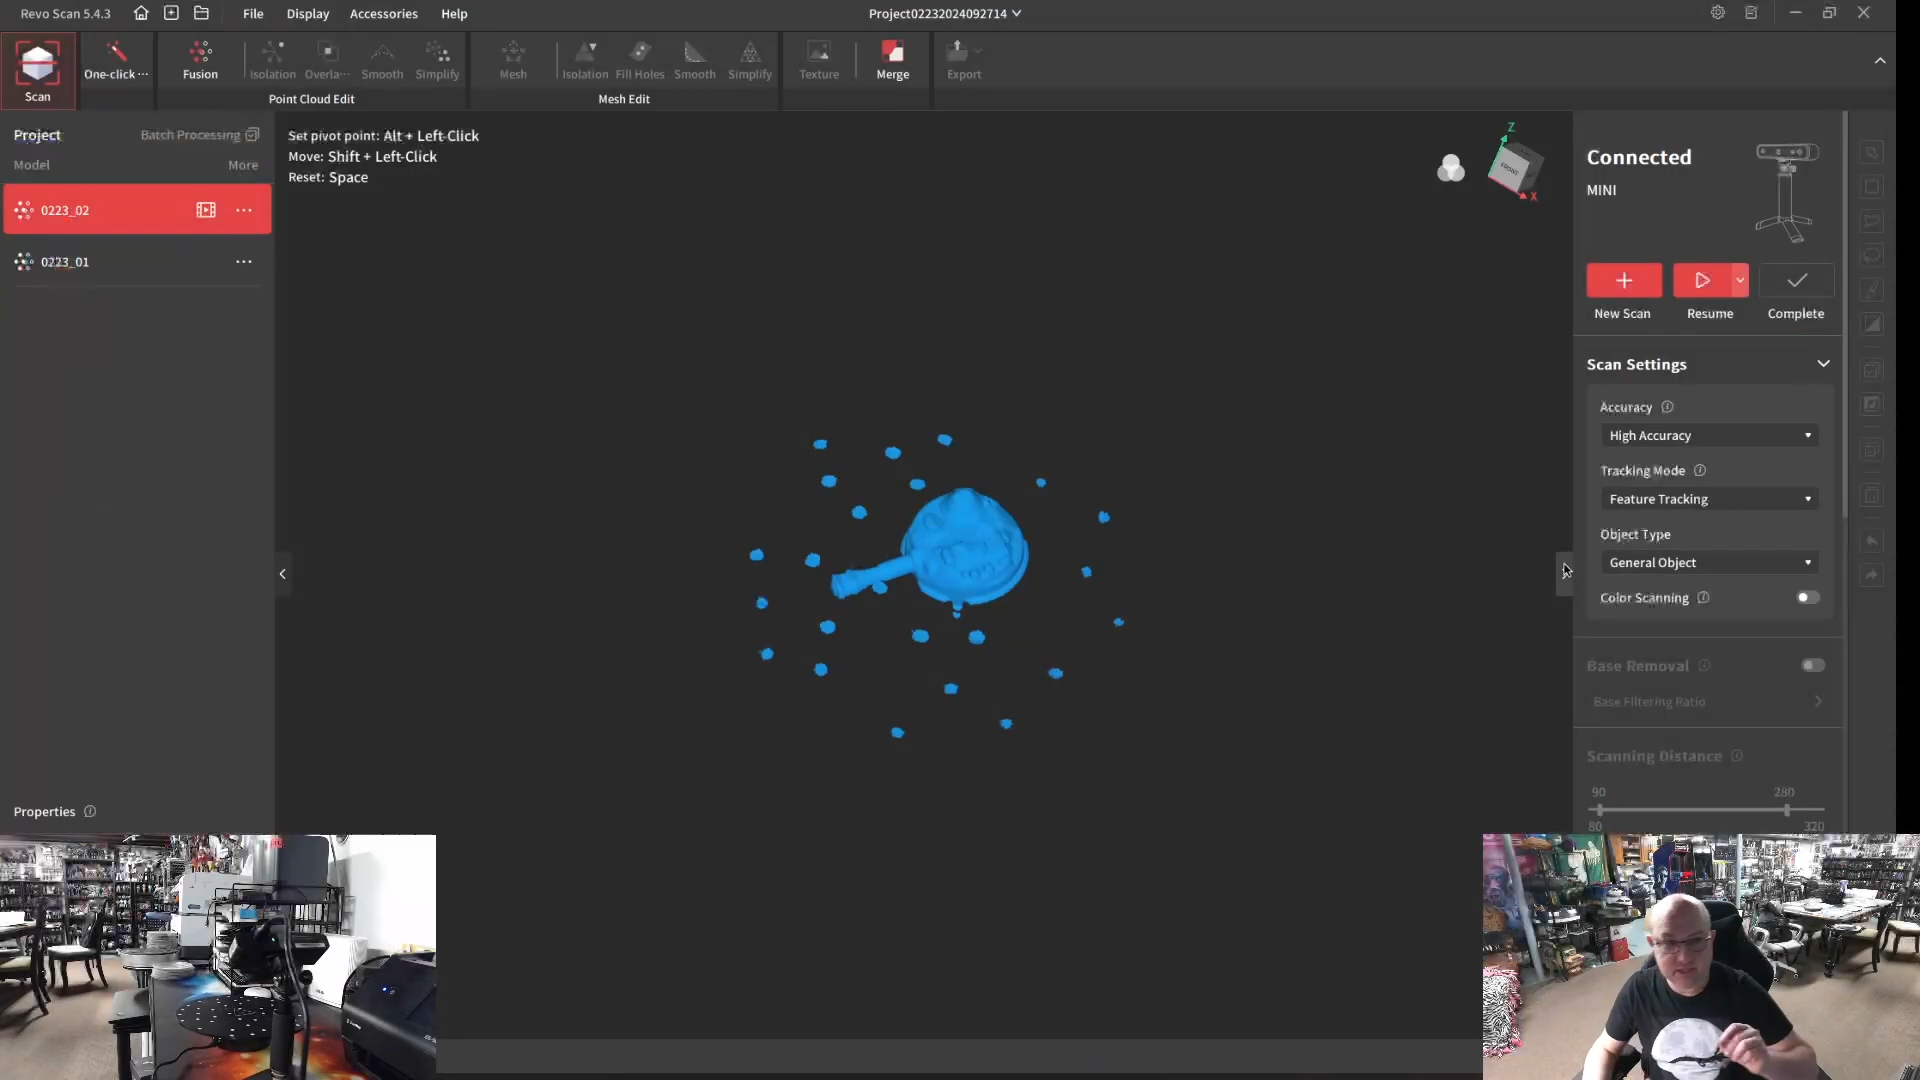 Revo Scan 5.4.3
File
Display
Accessories
Help
Project02232024092714
Scan
One-click ···
Fusion
Isolation
Overla···
Smooth
Simplify
Point Cloud Edit
Mesh
Isolation
Fill Holes
Smooth
Simplify
Mesh Edit
Texture
Merge
Export
Project
Batch Processing
Model
More
0223_02
0223_01
Properties
Set pivot point: Alt + Left-Click
Move: Shift + Left-Click
Reset: Space
Z
FRONT
X
Connected
MINI
New Scan
Resume
Complete
Scan Settings
Accuracy
High Accuracy
Tracking Mode
Feature Tracking
Object Type
General Object
Color Scanning
Base Removal
Base Filtering Ratio
Scanning Distance
90
280
80
320